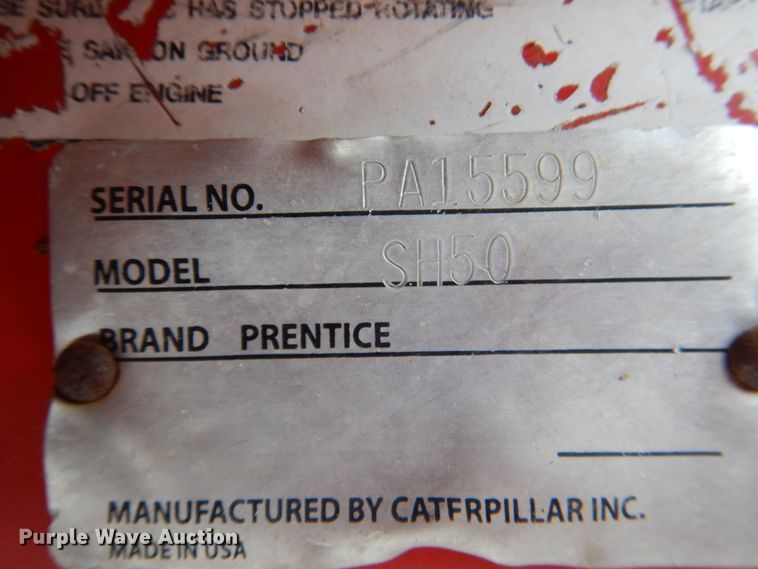 HAS STOPPED ROTATING
ON GROUND
OFF ENGINE
SERIAL NO. PA15599
MODEL SH50
BRAND PRENTICE
MANUFACTURED BY CATFRPILLAR INC.
MADE IN USA
Purple Wave Auction